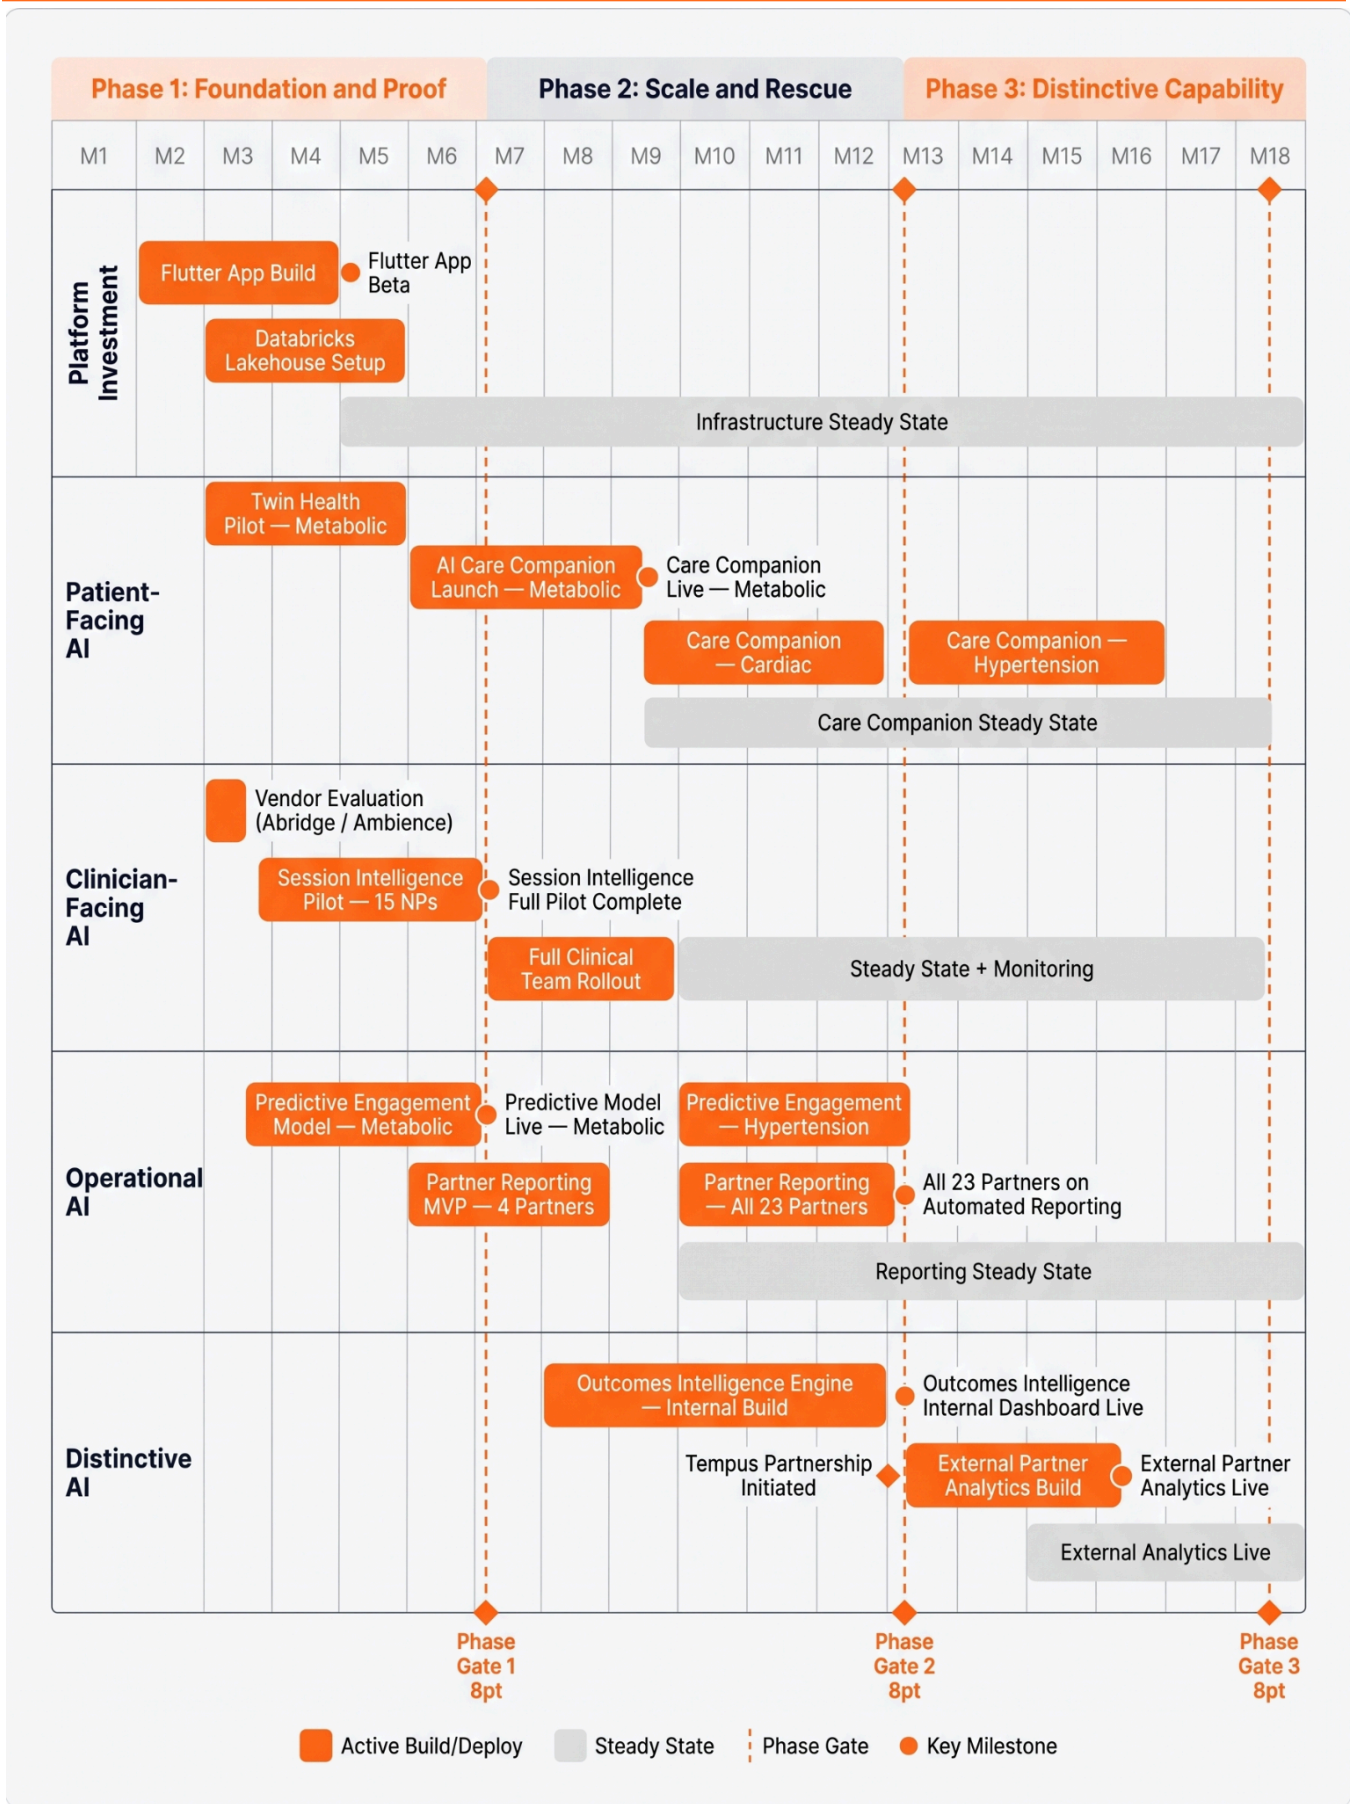 Phase 1: Foundation and Proof
Phase 2: Scale and Rescue
Phase 3: Distinctive Capability
M1 M2 M3 M4 M5 M6 M7 M8 M9 M10 M11 M12 M13 M14 M15 M16 M17 M18
Platform
Investment
Flutter App Build
Flutter App
Beta
Databricks
Lakehouse Setup
Infrastructure Steady State
Patient-
Facing
AI
Twin Health
Pilot — Metabolic
AI Care Companion
Launch — Metabolic
Care Companion
Live — Metabolic
Care Companion
— Cardiac
Care Companion —
Hypertension
Care Companion Steady State
Clinician-
Facing
AI
Vendor Evaluation
(Abridge / Ambience)
Session Intelligence
Pilot — 15 NPs
Session Intelligence
Full Pilot Complete
Full Clinical
Team Rollout
Steady State + Monitoring
Operational
AI
Predictive Engagement
Model — Metabolic
Predictive Model
Live — Metabolic
Predictive Engagement
— Hypertension
Partner Reporting
MVP — 4 Partners
Partner Reporting
— All 23 Partners
All 23 Partners on
Automated Reporting
Reporting Steady State
Distinctive
AI
Outcomes Intelligence Engine
— Internal Build
Outcomes Intelligence
Internal Dashboard Live
Tempus Partnership
Initiated
External Partner
Analytics Build
External Partner
Analytics Live
External Analytics Live
Phase
Gate 1
8pt
Phase
Gate 2
8pt
Phase
Gate 3
8pt
Active Build/Deploy
Steady State
Phase Gate
Key Milestone